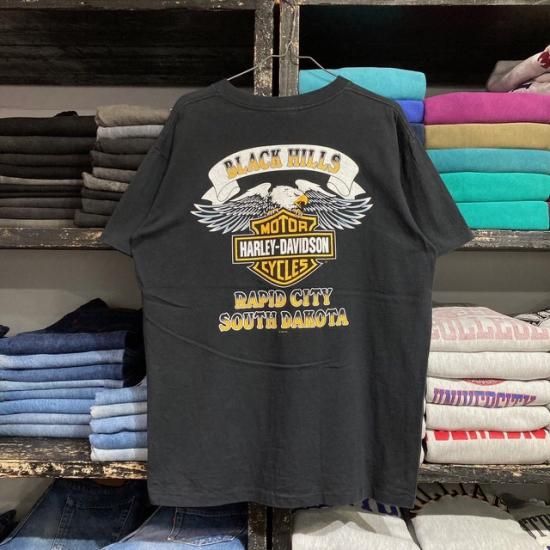 BLACK HILLS
MOTOR
HARLEY-DAVIDSON
CYCLES
RAPID CITY
SOUTH DAKOTA